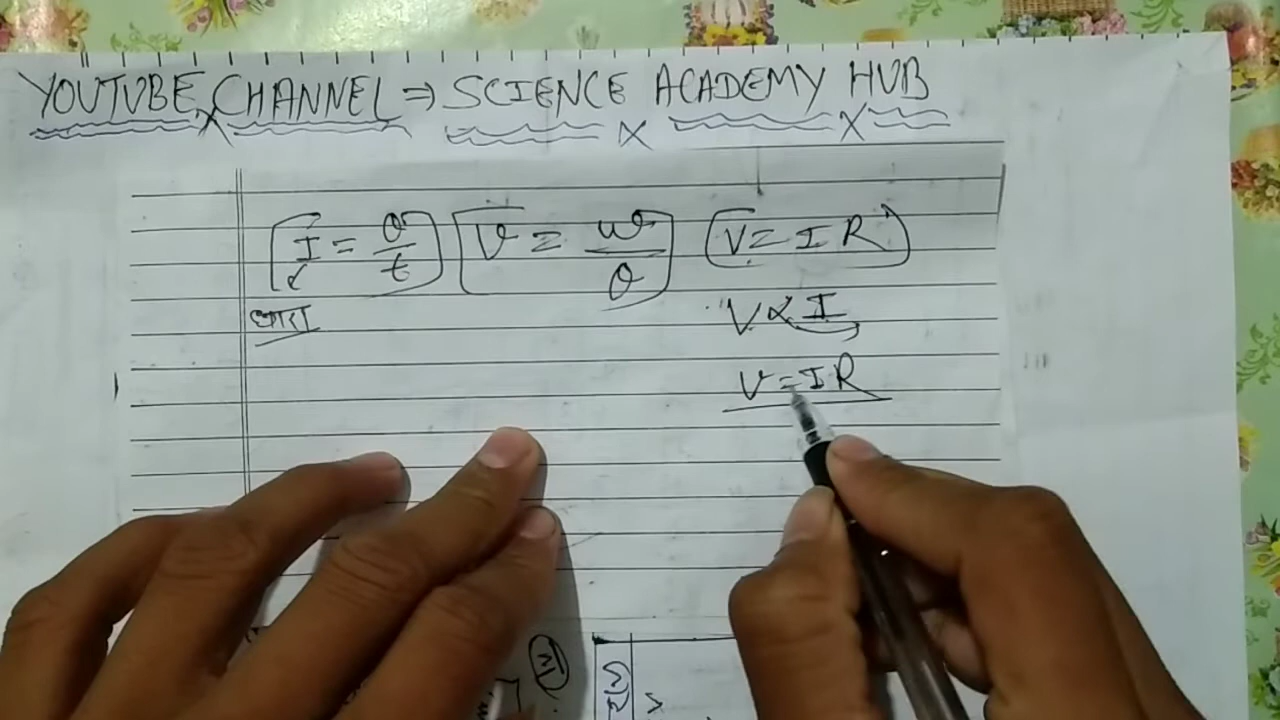 YOUTUBE CHANNEL ⇒ SCIENCE ACADEMY HUB
I = Q/t V = W/Q V = IR
धारा
V ∝ I
V = IR